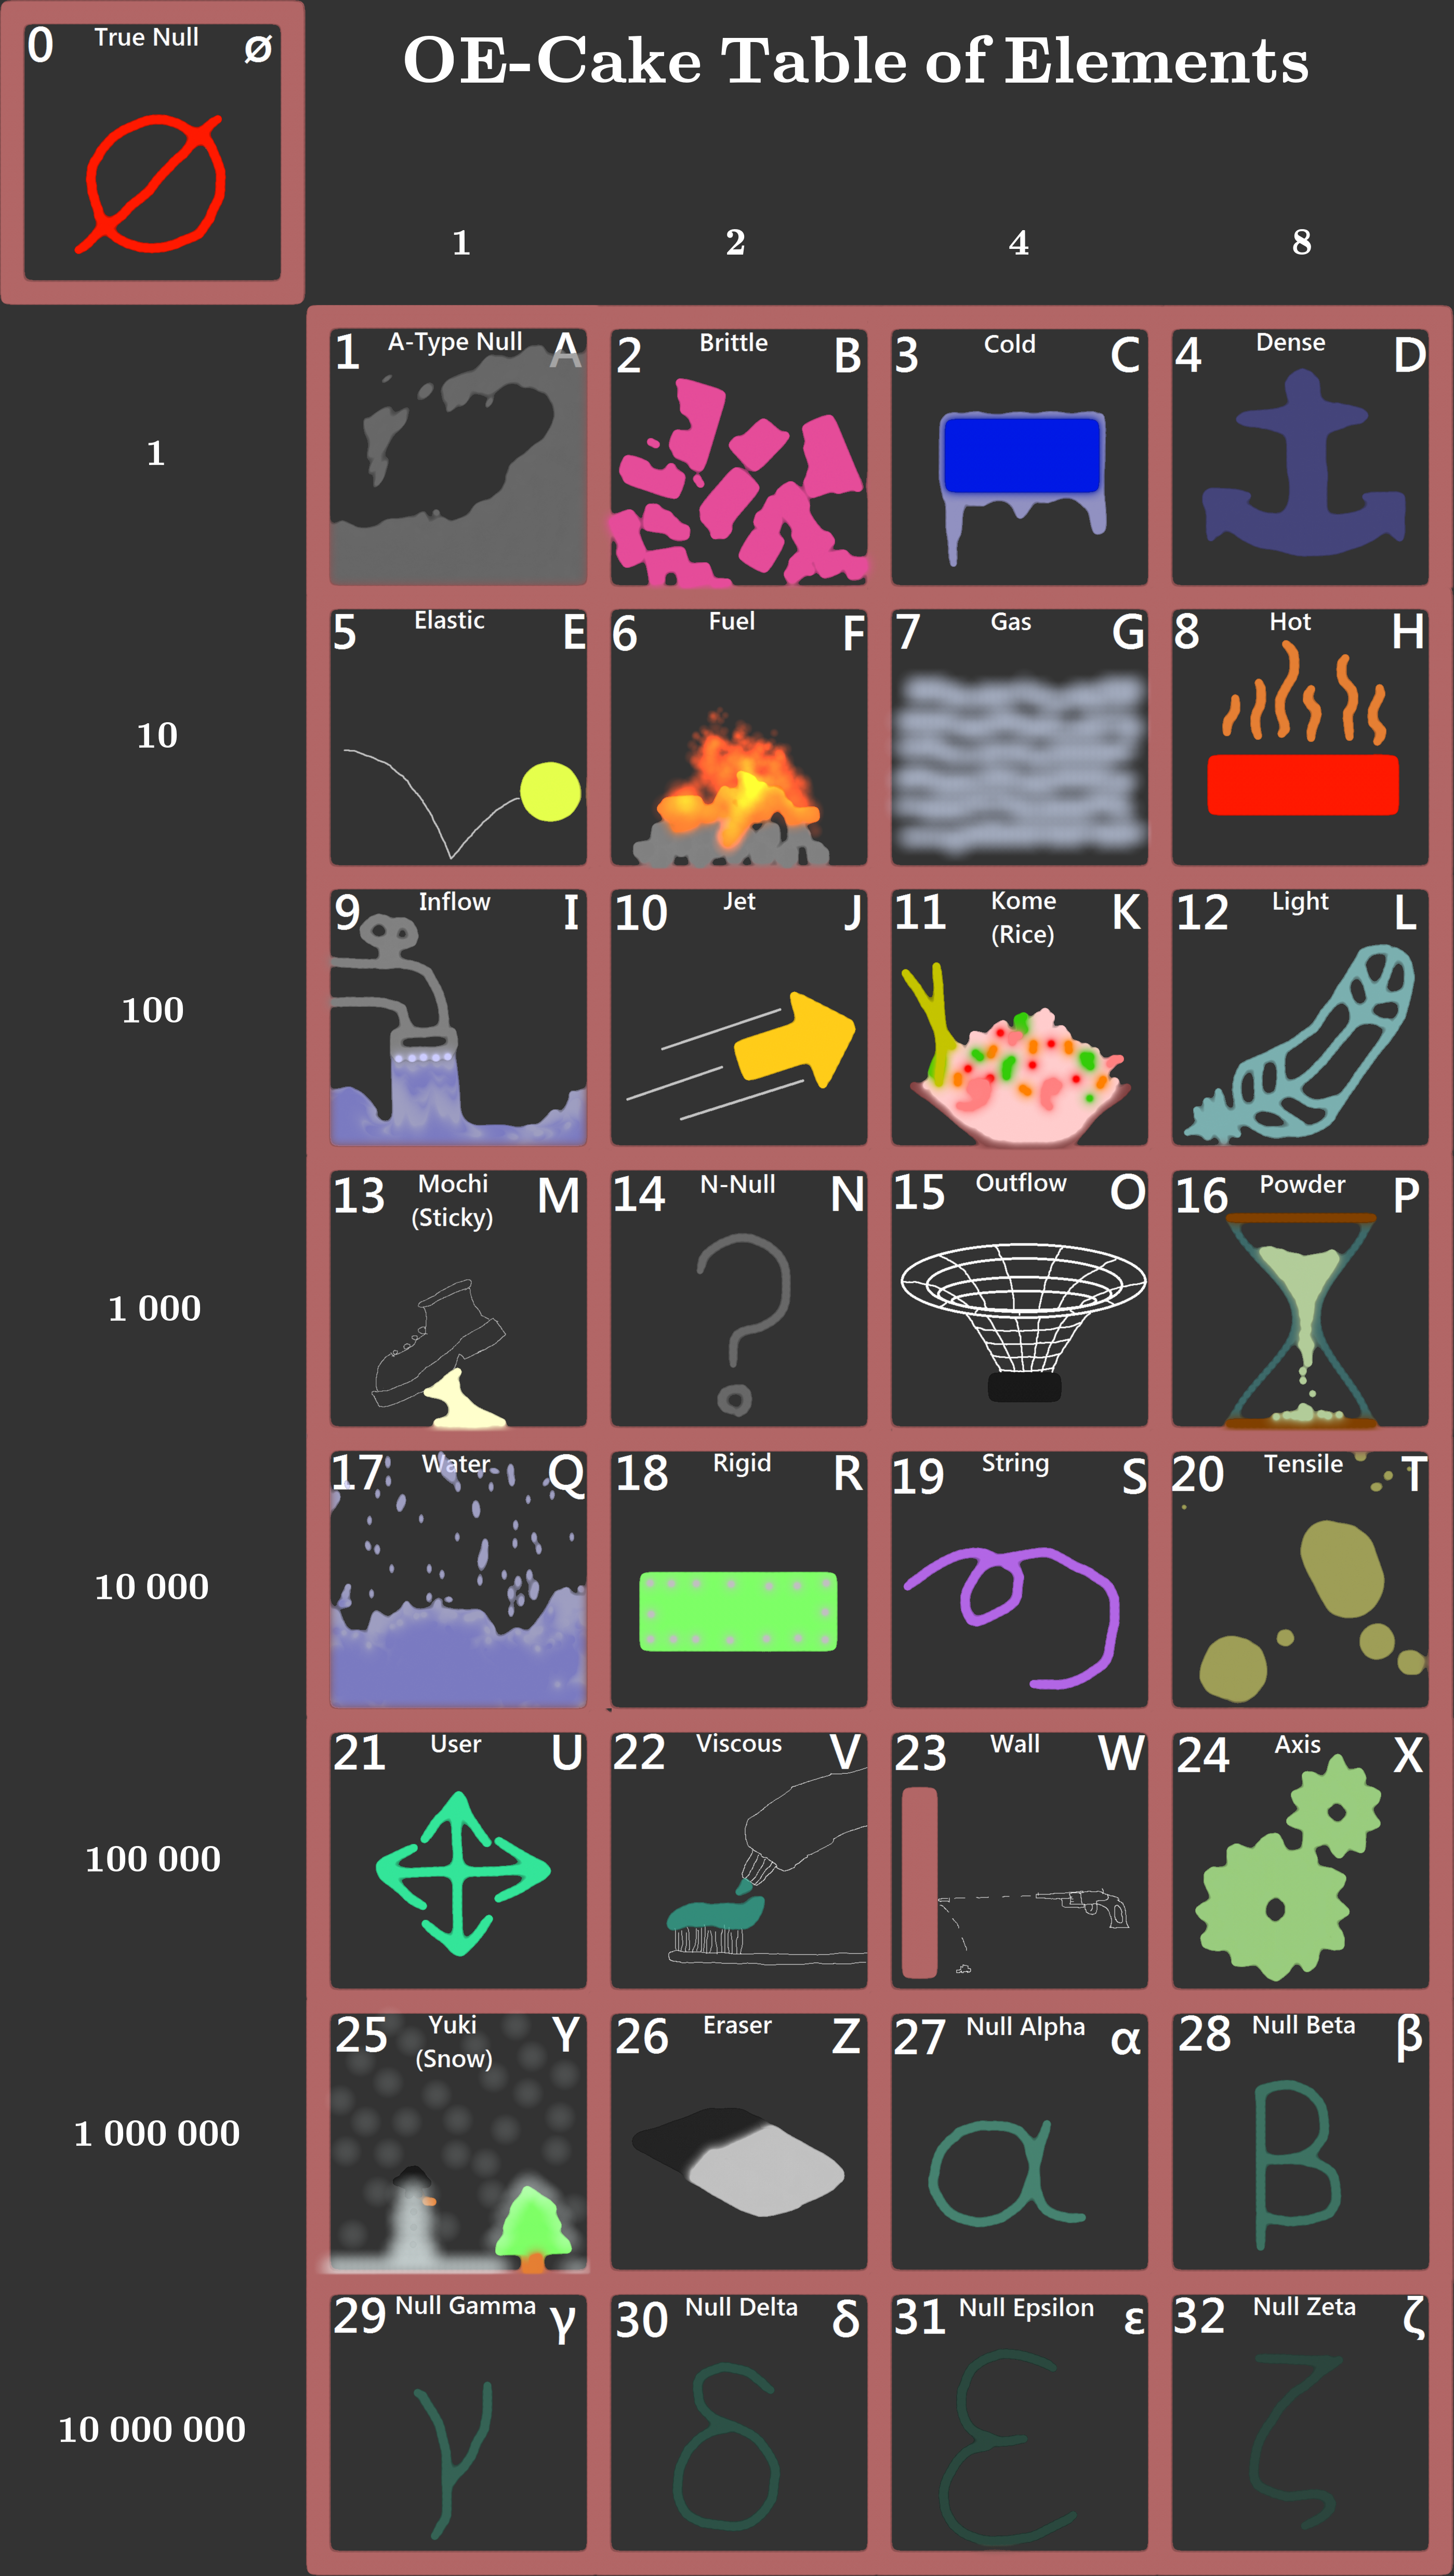 0 True Null Ø
OE-Cake Table of Elements
1 2 4 8
1 A-Type Null A
2 Brittle B
3 Cold C
4 Dense D
1
5 Elastic E
6 Fuel F
7 Gas G
8 Hot H
10
9 Inflow I
10 Jet J
11 Kome K
(Rice)
12 Light L
100
13 Mochi M
(Sticky)
14 N-Null N
15 Outflow O
16 Powder P
1 000
17 Water Q
18 Rigid R
19 String S
20 Tensile T
10 000
21 User U
22 Viscous V
23 Wall W
24 Axis X
100 000
25 Yuki Y
(Snow)
26 Eraser Z
27 Null Alpha α
α
28 Null Beta β
B
1 000 000
29 Null Gamma γ
γ
30 Null Delta δ
δ
31 Null Epsilon ε
ε
32 Null Zeta ζ
ζ
10 000 000